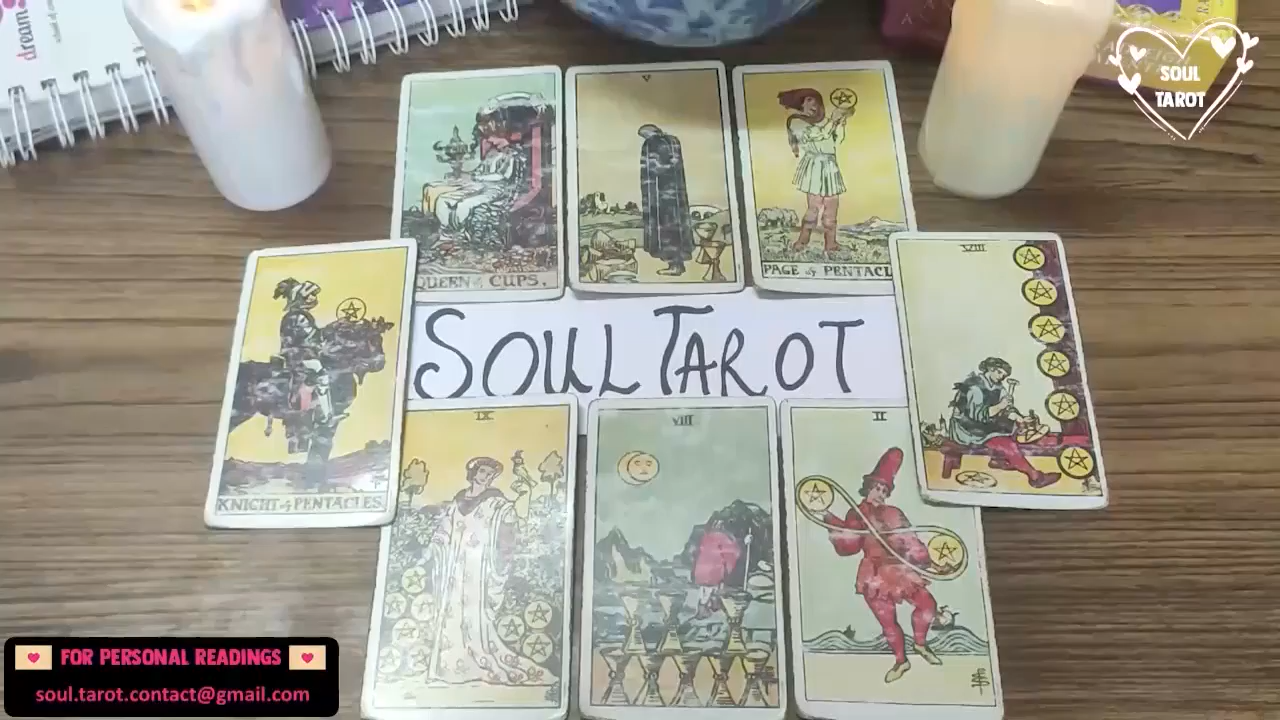 dream
SOUL
TAROT
QUEEN of CUPS.
V
PAGE of PENTACL
VIII
KNIGHT of PENTACLES
SOUL TAROT
IX
VIII
II
FOR PERSONAL READINGS
soul.tarot.contact@gmail.com